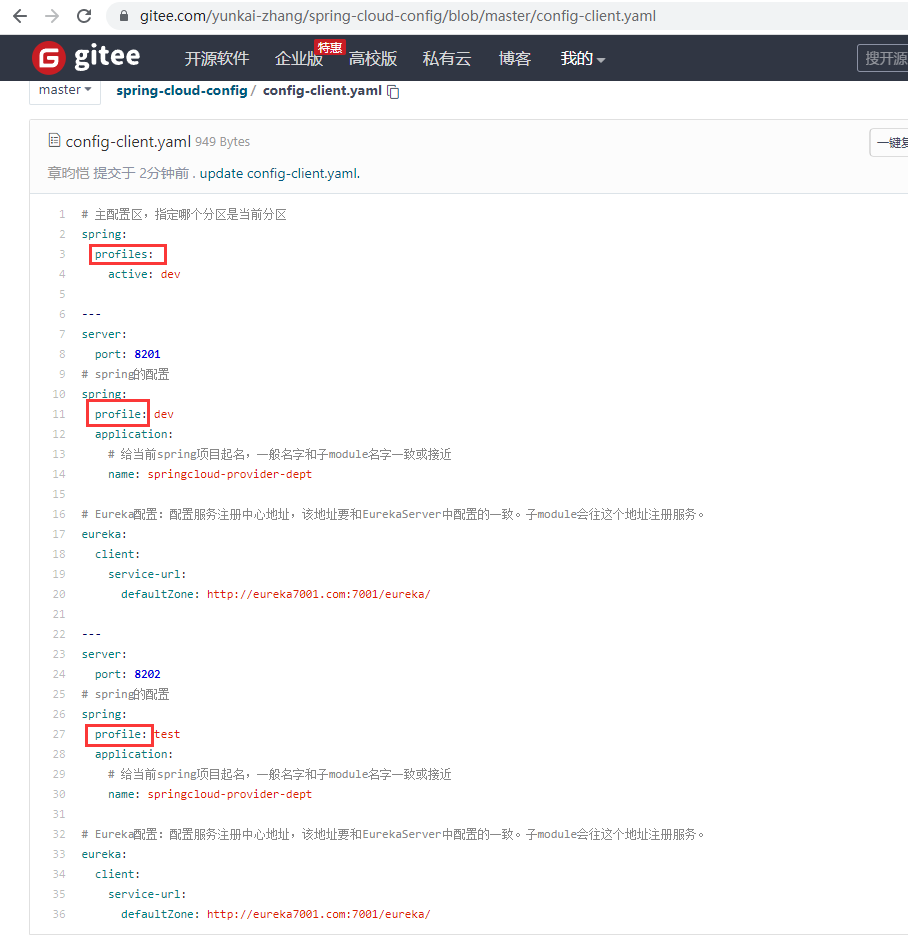 gitee.com/yunkai-zhang/spring-cloud-config/blob/master/config-client.yaml
gitee 开源软件 企业版 特惠 高校版 私有云 博客 我的 搜开源
master spring-cloud-config / config-client.yaml
config-client.yaml 949 Bytes
一键复
章昀恺 提交于 2分钟前 . update config-client.yaml.
1 # 主配置区，指定哪个分区是当前分区
2 spring:
3 profiles:
4 active: dev
5
6 ---
7 server:
8 port: 8201
9 # spring的配置
10 spring:
11 profile: dev
12 application:
13 # 给当前spring项目起名，一般名字和子module名字一致或接近
14 name: springcloud-provider-dept
15
16 # Eureka配置：配置服务注册中心地址，该地址要和EurekaServer中配置的一致。子module会往这个地址注册服务。
17 eureka:
18 client:
19 service-url:
20 defaultZone: http://eureka7001.com:7001/eureka/
21
22 ---
23 server:
24 port: 8202
25 # spring的配置
26 spring:
27 profile: test
28 application:
29 # 给当前spring项目起名，一般名字和子module名字一致或接近
30 name: springcloud-provider-dept
31
32 # Eureka配置：配置服务注册中心地址，该地址要和EurekaServer中配置的一致。子module会往这个地址注册服务。
33 eureka:
34 client:
35 service-url:
36 defaultZone: http://eureka7001.com:7001/eureka/